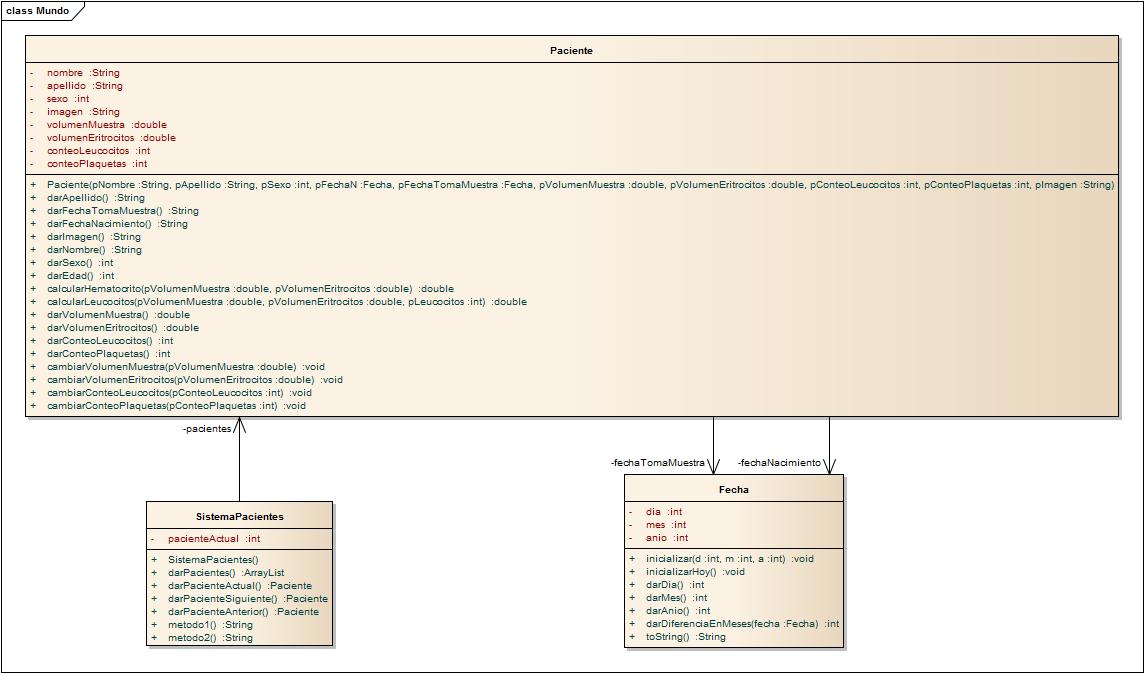 class Mundo
Paciente
- nombre :String
- apellido :String
- sexo :int
- imagen :String
- volumenMuestra :double
- volumenEritrocitos :double
- conteoLeucocitos :int
- conteoPlaquetas :int
+ Paciente(pNombre :String, pApellido :String, pSexo :int, pFechaN :Fecha, pFechaTomaMuestra :Fecha, pVolumenMuestra :double, pVolumenEritrocitos :double, pConteoLeucocitos :int, pConteoPlaquetas :int, pImagen :String)
+ darApellido() :String
+ darFechaTomaMuestra() :String
+ darFechaNacimiento() :String
+ darImagen() :String
+ darNombre() :String
+ darSexo() :int
+ darEdad() :int
+ calcularHematocrito(pVolumenMuestra :double, pVolumenEritrocitos :double) :double
+ calcularLeucocitos(pVolumenMuestra :double, pVolumenEritrocitos :double, pLeucocitos :int) :double
+ darVolumenMuestra() :double
+ darVolumenEritrocitos() :double
+ darConteoLeucocitos() :int
+ darConteoPlaquetas() :int
+ cambiarVolumenMuestra(pVolumenMuestra :double) :void
+ cambiarVolumenEritrocitos(pVolumenEritrocitos :double) :void
+ cambiarConteoLeucocitos(pConteoLeucocitos :int) :void
+ cambiarConteoPlaquetas(pConteoPlaquetas :int) :void
-pacientes
-fechaTomaMuestra
-fechaNacimiento
SistemaPacientes
- pacienteActual :int
+ SistemaPacientes()
+ darPacientes() :ArrayList
+ darPacienteActual() :Paciente
+ darPacienteSiguiente() :Paciente
+ darPacienteAnterior() :Paciente
+ metodo1() :String
+ metodo2() :String
Fecha
- dia :int
- mes :int
- anio :int
+ inicializar(d :int, m :int, a :int) :void
+ inicializarHoy() :void
+ darDia() :int
+ darMes() :int
+ darAnio() :int
+ darDiferenciaEnMeses(fecha :Fecha) :int
+ toString() :String